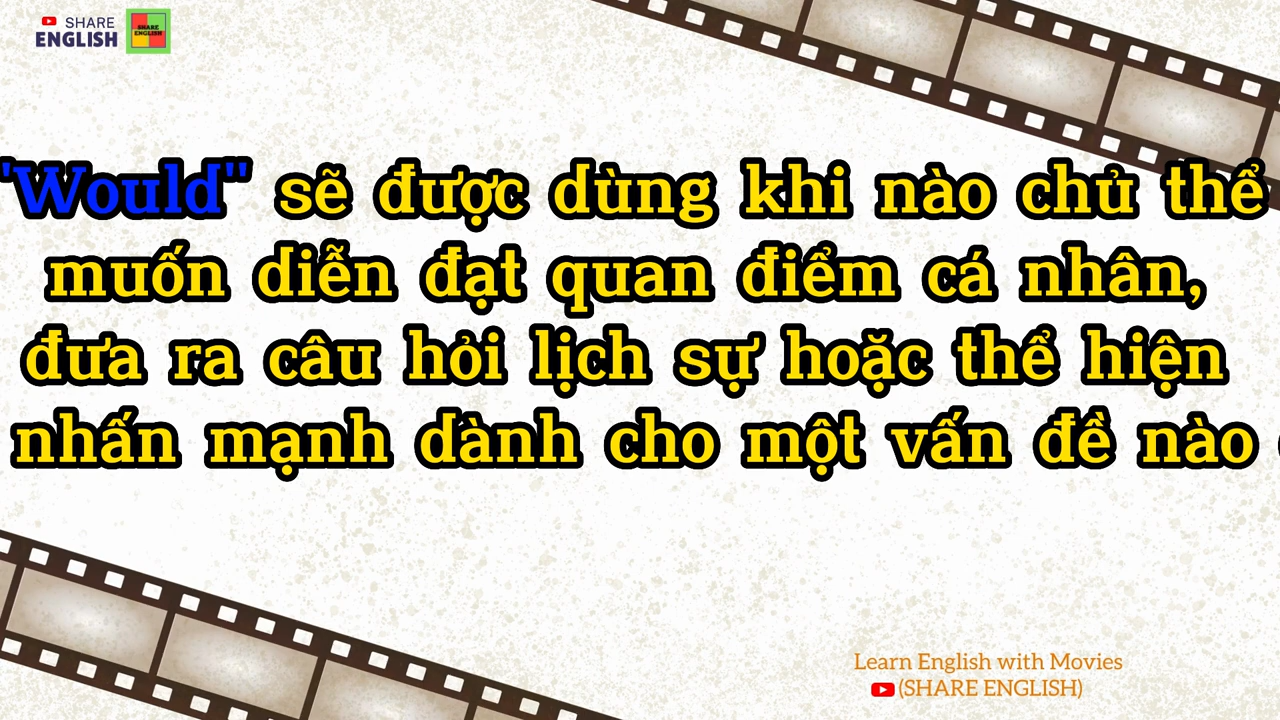 SHARE
ENGLISH
SHARE
ENGLISH
"Would" sẽ được dùng khi nào chủ thể
muốn diễn đạt quan điểm cá nhân,
đưa ra câu hỏi lịch sự hoặc thể hiện
nhấn mạnh dành cho một vấn đề nào
Learn English with Movies
(SHARE ENGLISH)